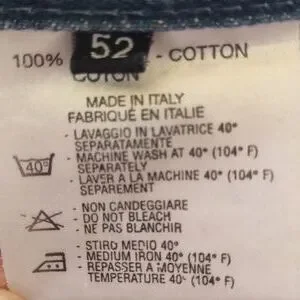 100% 52 - COTTON
COTON
MADE IN ITALY
FABRIQUÉ EN ITALIE
- LAVAGGIO IN LAVATRICE 40°
SEPARATAMENTE
40° - MACHINE WASH AT 40° (104° F)
SEPARATELY
- LAVER A LA MACHINE 40° (104° F)
SEPAREMENT
- NON CANDEGGIARE
- DO NOT BLEACH
- NE PAS BLANCHIR
- STIRO MEDIO 40°
- MEDIUM IRON 40° (104° F)
- REPASSER A MOYENNE
TEMPERATURE 40° (104° F)